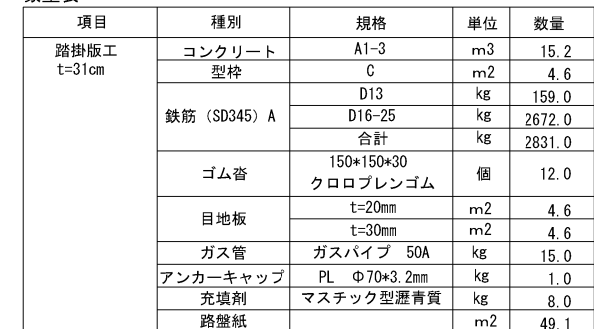 項目 種別 規格 単位 数量
踏掛版工 コンクリート A1-3 m3 15.2
t=31cm 型枠 C m2 4.6
鉄筋（SD345）A D13 kg 159.0
D16-25 kg 2672.0
合計 kg 2831.0
ゴム沓 150*150*30 クロロプレンゴム 個 12.0
目地板 t=20mm m2 4.6
t=30mm m2 4.6
ガス管 ガスパイプ 50A kg 15.0
アンカーキャップ PL Φ70*3.2mm kg 1.0
充填剤 マスチック型瀝青質 kg 8.0
路盤紙 m2 49.1